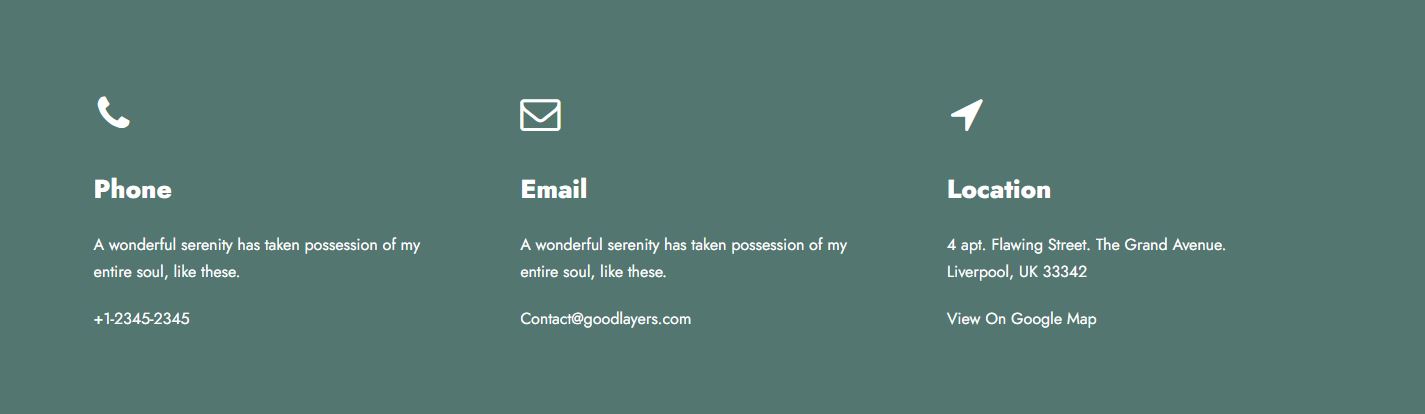 Phone
A wonderful serenity has taken possession of my
entire soul, like these.
+1-2345-2345
Email
A wonderful serenity has taken possession of my
entire soul, like these.
Contact@goodlayers.com
Location
4 apt. Flawing Street. The Grand Avenue.
Liverpool, UK 33342
View On Google Map